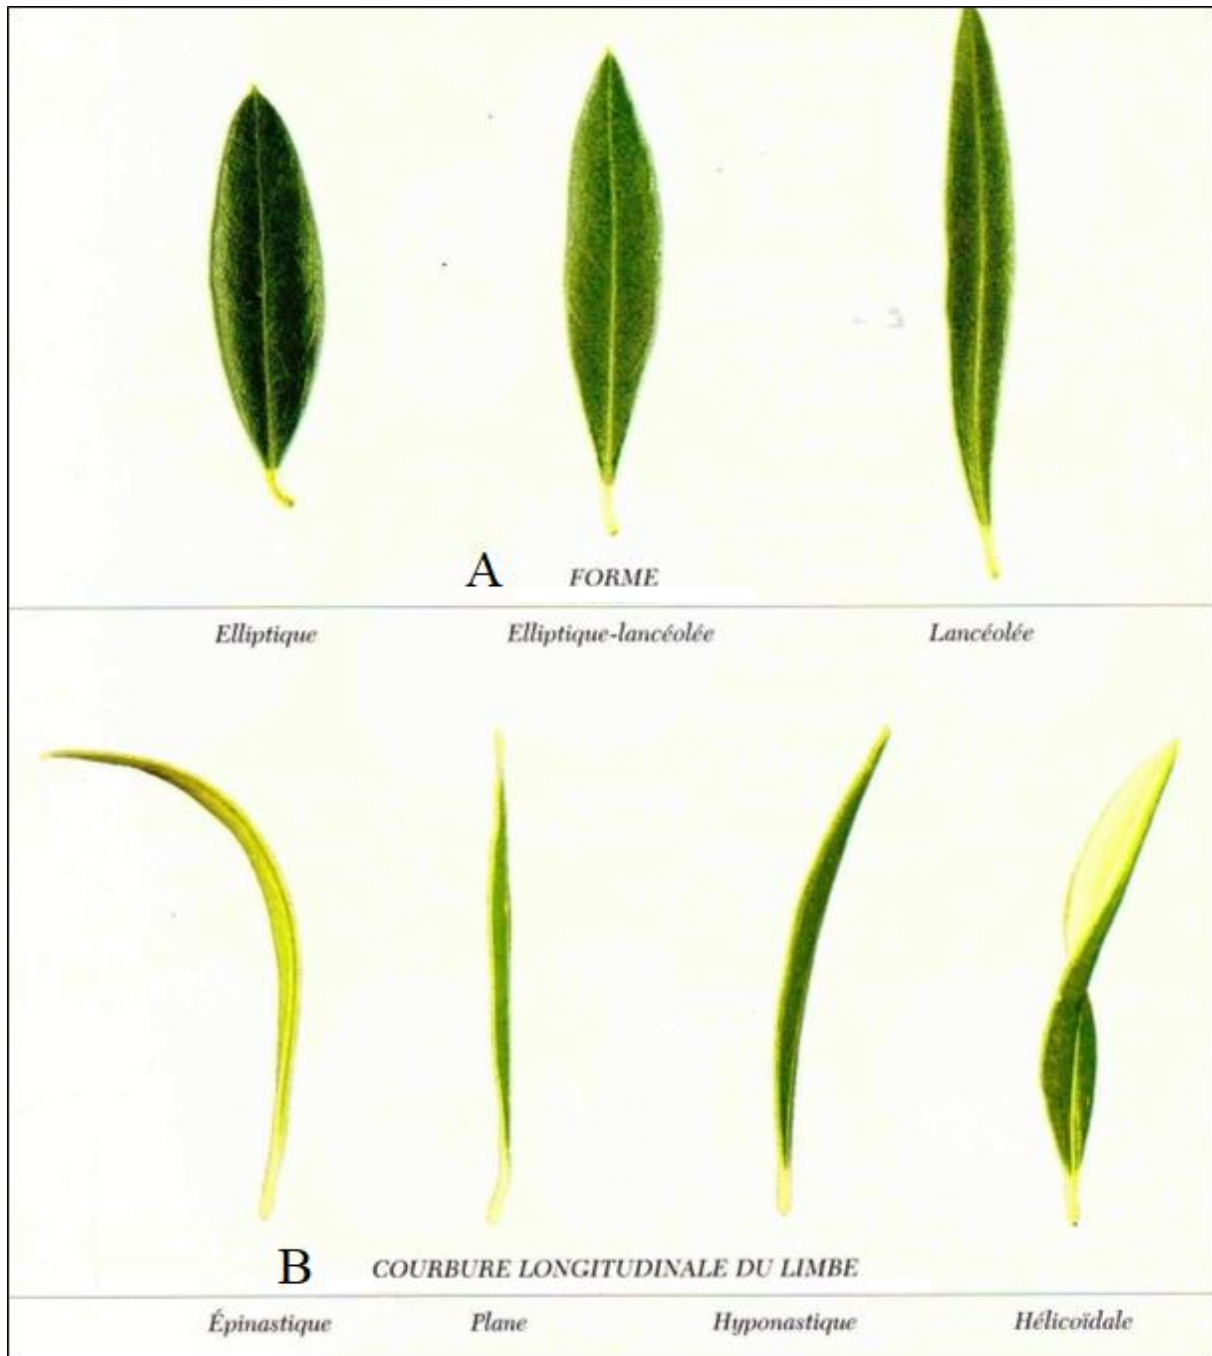 A FORME
Elliptique Elliptique-lancéolée Lancéolée
B COURBURE LONGITUDINALE DU LIMBE
Épinastique Plane Hyponastique Hélicoïdale